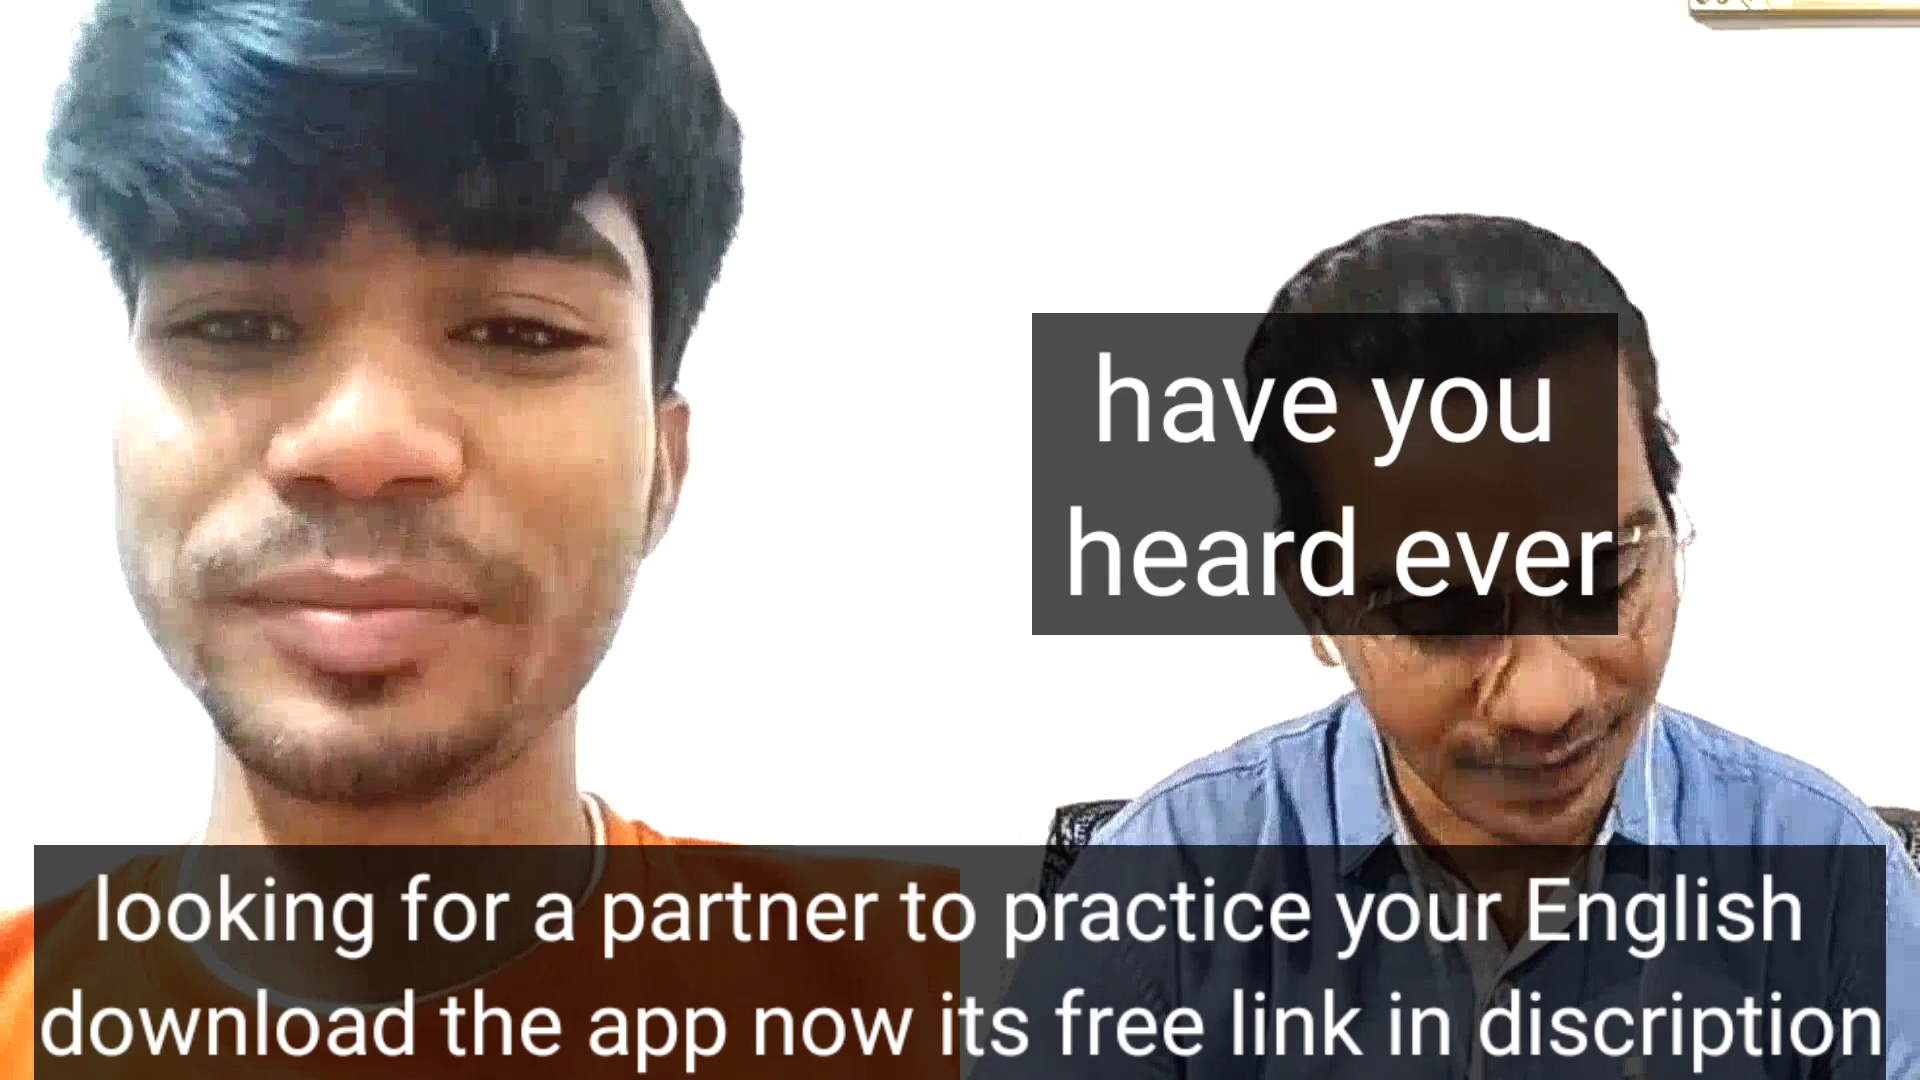 have you
heard ever
looking for a partner to practice your English
download the app now its free link in discription